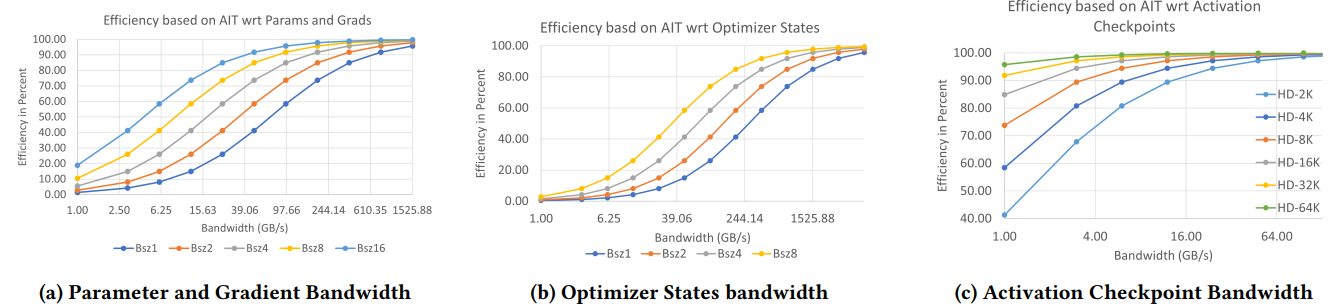 Efficiency based on AIT wrt Params and Grads
Efficiency in Percent
100.00
90.00
80.00
70.00
60.00
50.00
40.00
30.00
20.00
10.00
0.00
1.00 2.50 6.25 15.63 39.06 97.66 244.14 610.35 1525.88
Bandwidth (GB/s)
Bsz1 Bsz2 Bsz4 Bsz8 Bsz16
(a) Parameter and Gradient Bandwidth
Efficiency basd on AIT wrt Optimizer States
Efficiency in Percent
100.00
80.00
60.00
40.00
20.00
0.00
1.00 6.25 39.06 244.14 1525.88
Bandwidth (GB/s)
Bsz1 Bsz2 Bsz4 Bsz8
(b) Optimizer States bandwidth
Efficiency based on AIT wrt Activation
Checkpoints
Efficiency in Percent
100.00
90.00
80.00
70.00
60.00
50.00
40.00
HD-2K
HD-4K
HD-8K
HD-16K
HD-32K
HD-64K
1.00 4.00 16.00 64.00
Bandwidth (GB/s)
(c) Activation Checkpoint Bandwidth